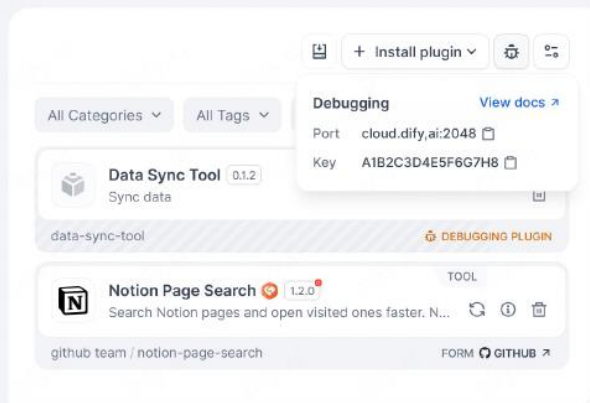 + Install plugin
Debugging View docs
Port cloud.dify,ai:2048
Key A1B2C3D4E5F6G7H8
All Categories All Tags
Data Sync Tool 0.1.2
Sync data
data-sync-tool DEBUGGING PLUGIN
TOOL
Notion Page Search 1.2.0
Search Notion pages and open visited ones faster. N...
github team / notion-page-search FORM GITHUB